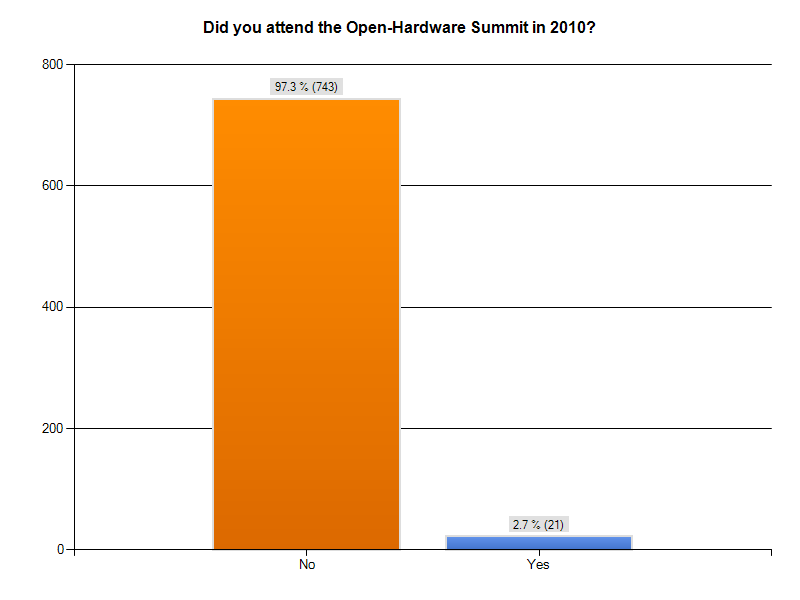 Did you attend the Open-Hardware Summit in 2010?
800
97.3 % (743)
600
400
200
2.7 % (21)
0
No Yes